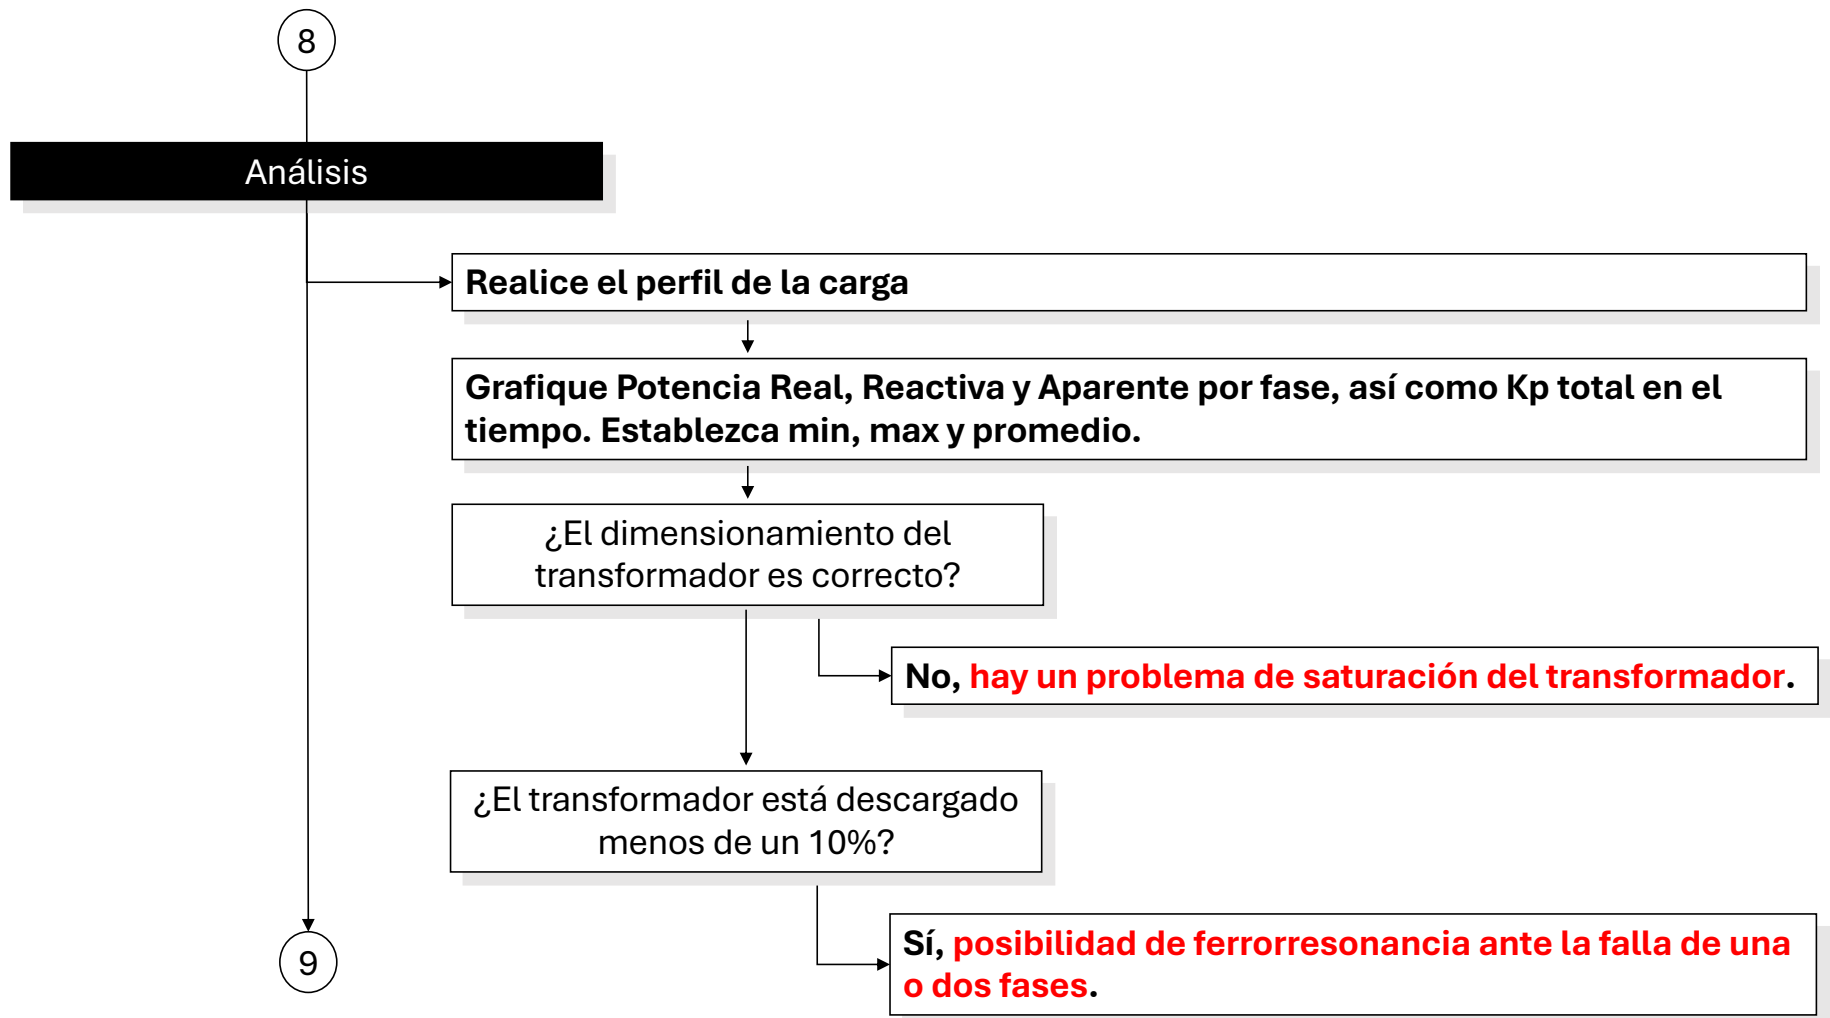 8
Análisis
Realice el perfil de la carga
Grafique Potencia Real, Reactiva y Aparente por fase, así como Kp total en el
tiempo. Establezca min, max y promedio.
¿El dimensionamiento del
transformador es correcto?
No, hay un problema de saturación del transformador.
¿El transformador está descargado
menos de un 10%?
Sí, posibilidad de ferrorresonancia ante la falla de una
o dos fases.
9